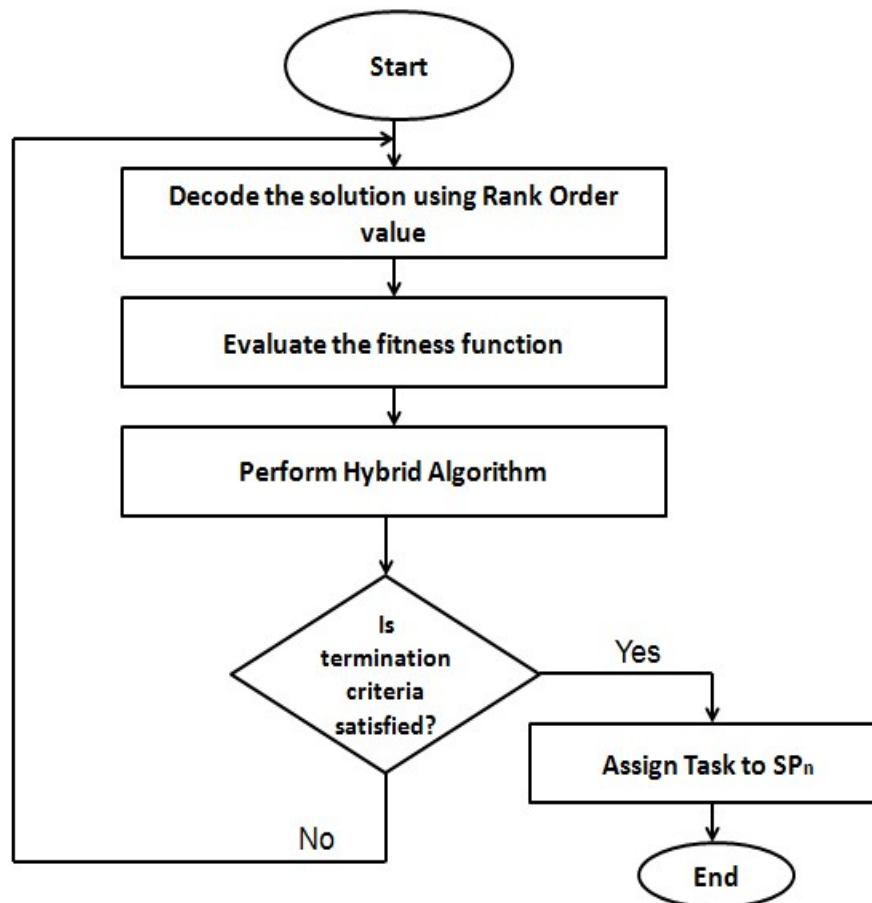 Start
Decode the solution using Rank Order
value
Evaluate the fitness function
Perform Hybrid Algorithm
Is
termination
criteria
satisfied?
Yes
Assign Task to SPn
No
End